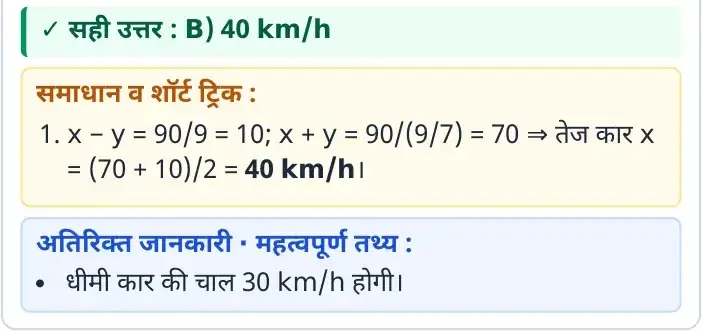 ✓ सही उत्तर : B) 40 km/h
समाधान व शॉर्ट ट्रिक :
1. x − y = 90/9 = 10; x + y = 90/(9/7) = 70 ⇒ तेज कार x
= (70 + 10)/2 = 40 km/h।
अतिरिक्त जानकारी · महत्वपूर्ण तथ्य :
• धीमी कार की चाल 30 km/h होगी।